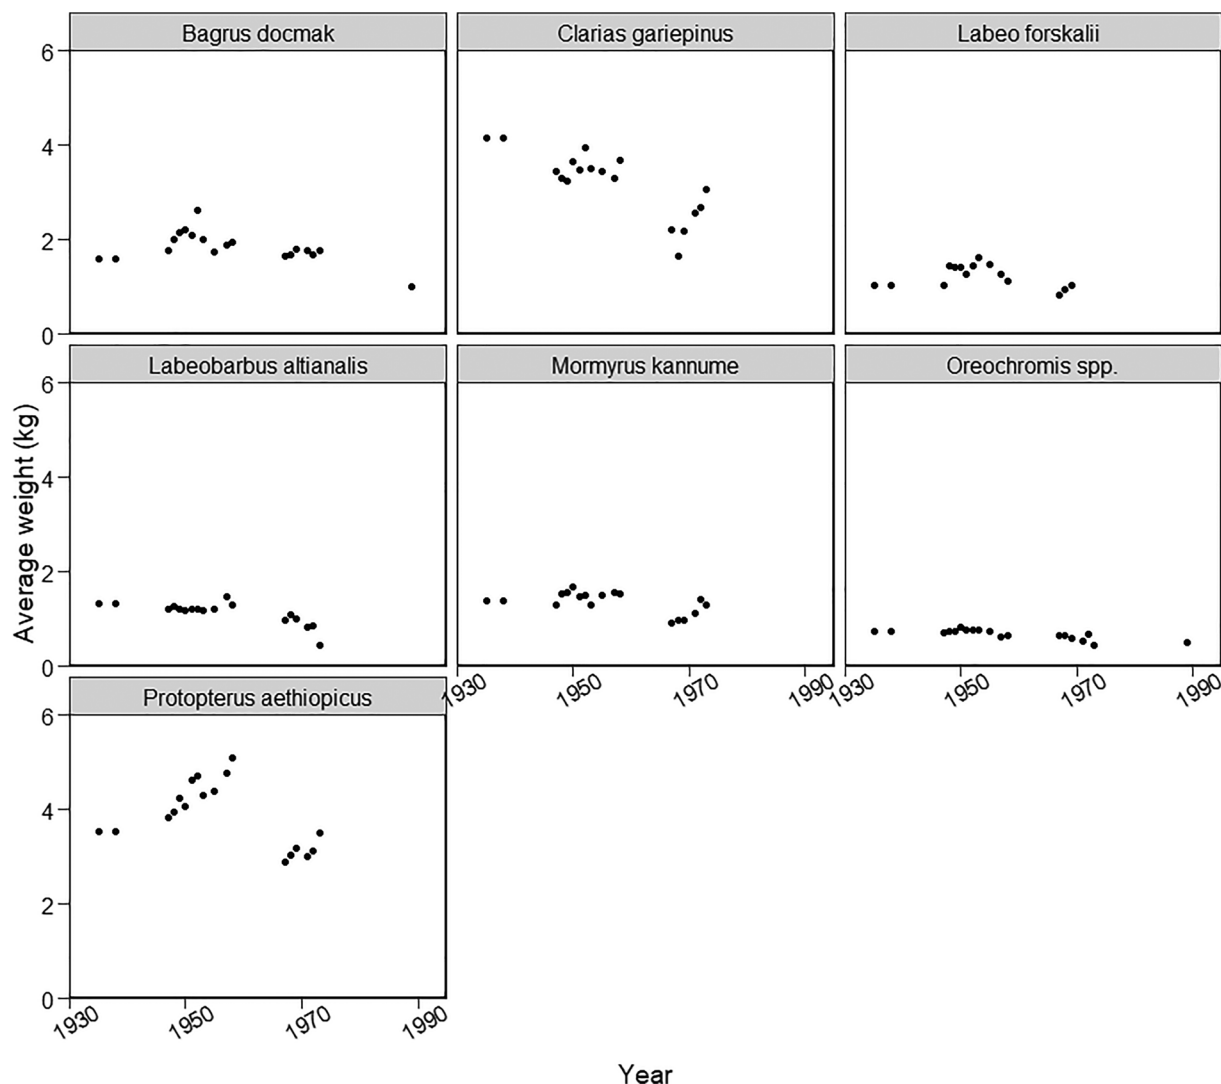 Bagrus docmak
Clarias gariepinus
Labeo forskalii
6
4
2
0
Labeobarbus altianalis
Mormyrus kannume
Oreochromis spp.
6
4
2
0
Average weight (kg)
1930
1950
1970
1990
1930
1950
1970
1990
Protopterus aethiopicus
6
4
2
0
1930
1950
1970
1990
Year